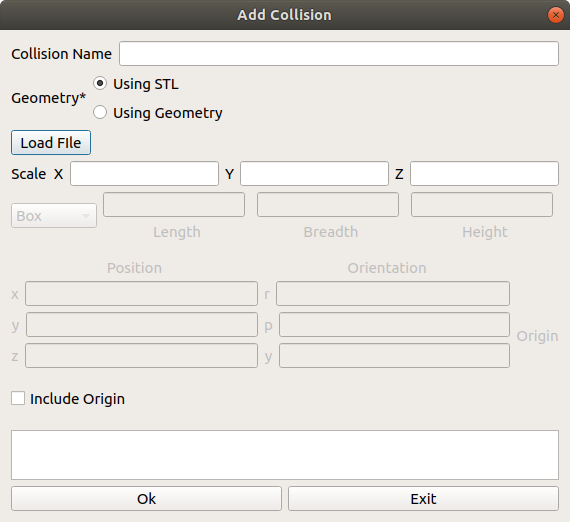 Add Collision
Collision Name
Geometry*
Using STL
Using Geometry
Load FIle
Scale X Y Z
Box
Length Breadth Height
Position Orientation
x r
y p
z y
Origin
Include Origin
Ok Exit